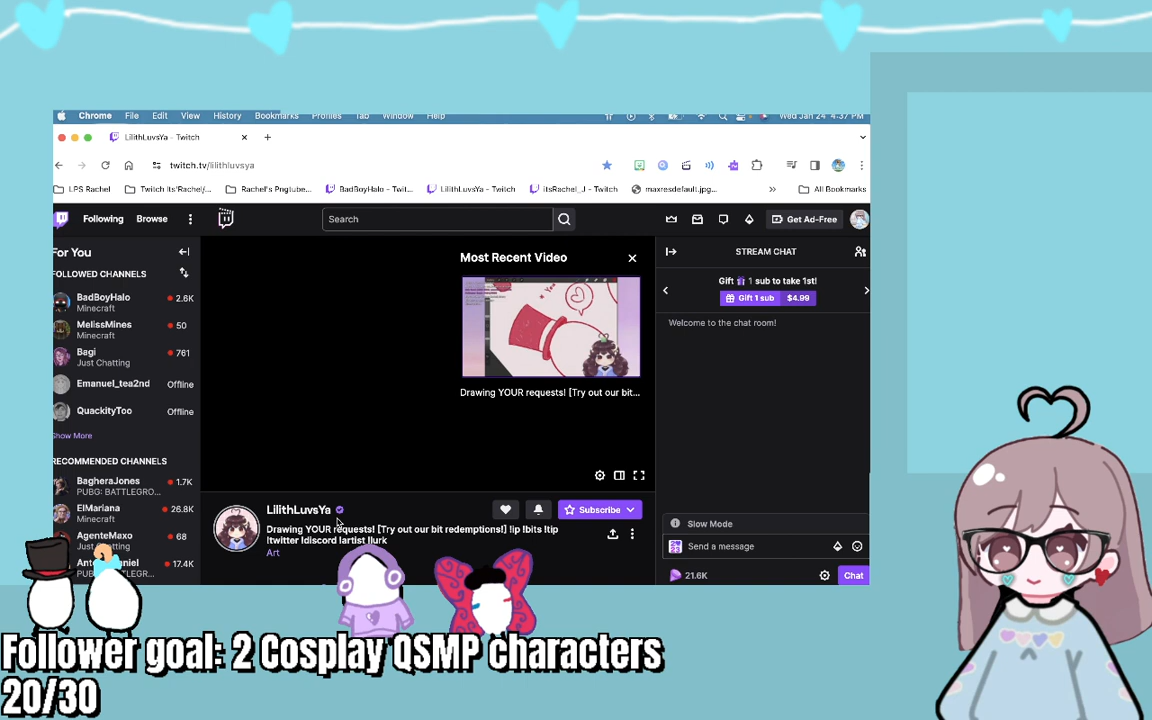 Chrome File Edit View History Bookmarks Profiles Tab Window Help Wed Jan 24 4:37 PM
LilithLuvsYa - Twitch
twitch.tv/lilithluvsya
LPS Rachel Twitch Its'Rachel/... Rachel's Pngtube... BadBoyHalo - Twit... LilithLuvsYa - Twitch itsRachel_J - Twitch maxresdefault.jpg... All Bookmarks
Following Browse Search Get Ad-Free
For You
FOLLOWED CHANNELS
BadBoyHalo 2.6K
Minecraft
MelissMines 50
Minecraft
Bagi 761
Just Chatting
Emanuel_tea2nd Offline
QuackityToo Offline
Show More
RECOMMENDED CHANNELS
BagheraJones 1.7K
PUBG: BATTLEGRO...
ElMariana 26.8K
Minecraft
AgenteMaxo 68
Just Chatting
17.4K
Most Recent Video
Drawing YOUR requests! [Try out our bit...
LilithLuvsYa
Subscribe
Drawing YOUR requests! [Try out our bit redemptions!] !ip !bits !tip
!twitter !discord !artist !lurk
Art
STREAM CHAT
Gift 1 sub to take 1st!
Gift 1 sub $4.99
Welcome to the chat room!
Slow Mode
Send a message
21.6K
Chat
Follower goal: 2 Cosplay QSMP characters
20/30